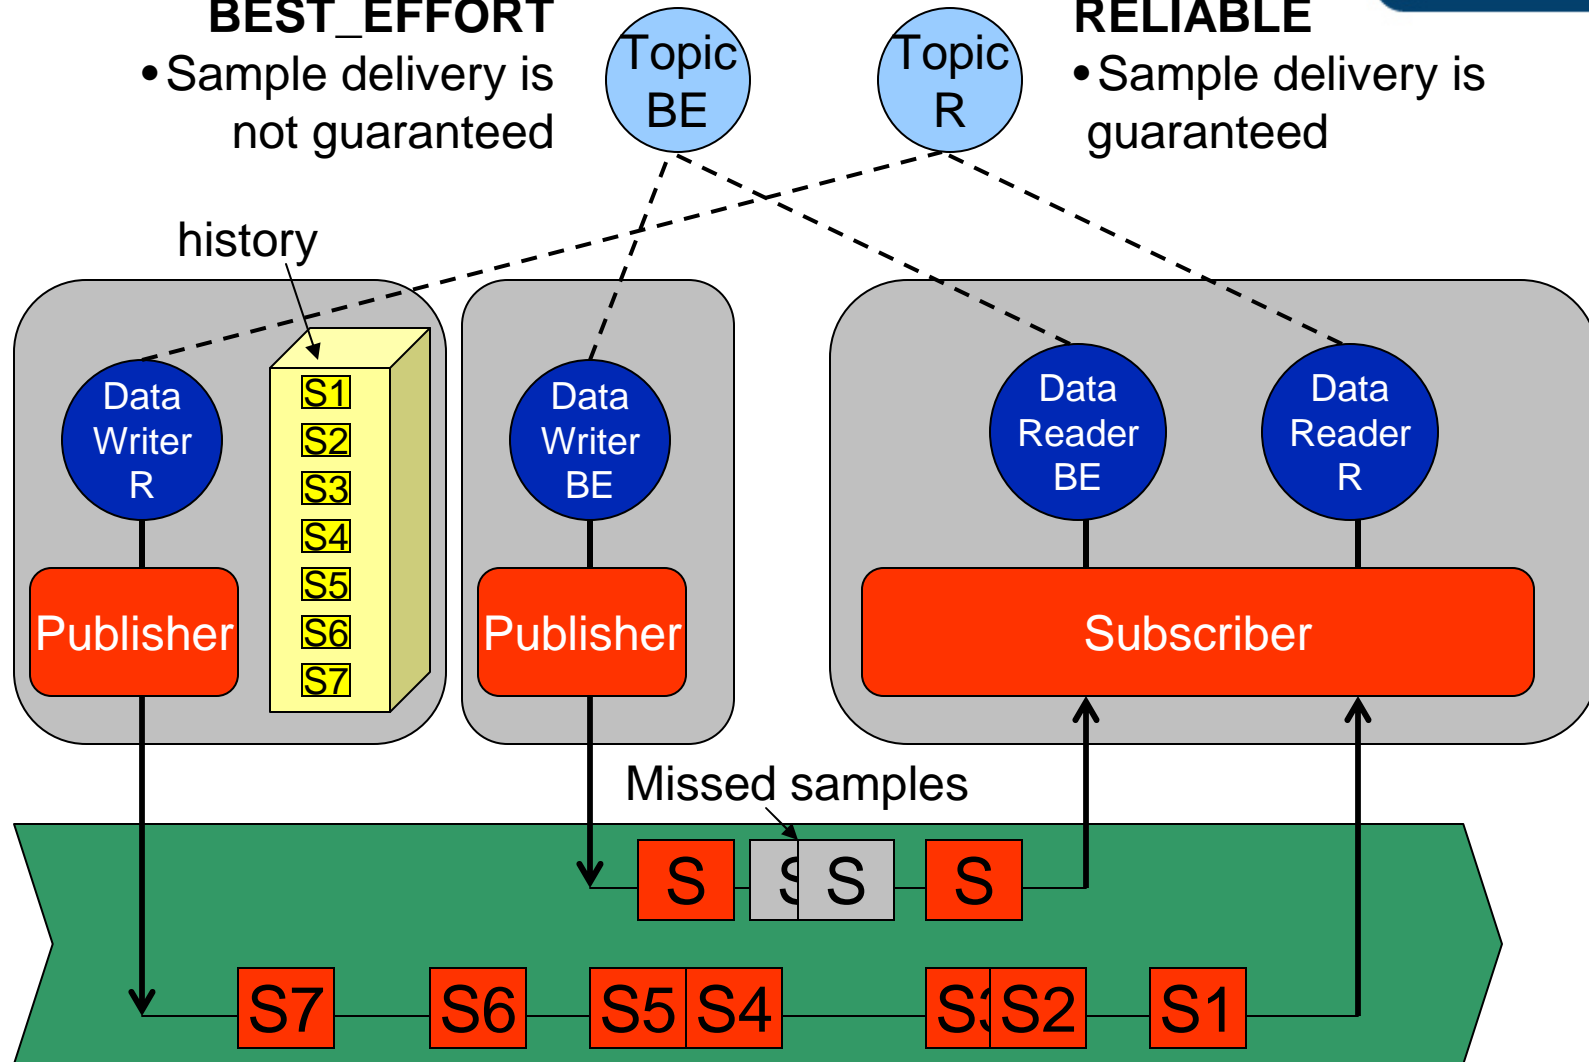 BEST_EFFORT
• Sample delivery is
not guaranteed
Topic
BE
Topic
R
RELIABLE
• Sample delivery is
guaranteed
history
Data
Writer
R
S1
S2
S3
S4
S5
S6
S7
Publisher
Data
Writer
BE
Publisher
Data
Reader
BE
Data
Reader
R
Subscriber
Missed samples
S
S
S
S
S7
S6
S5
S4
S3
S2
S1